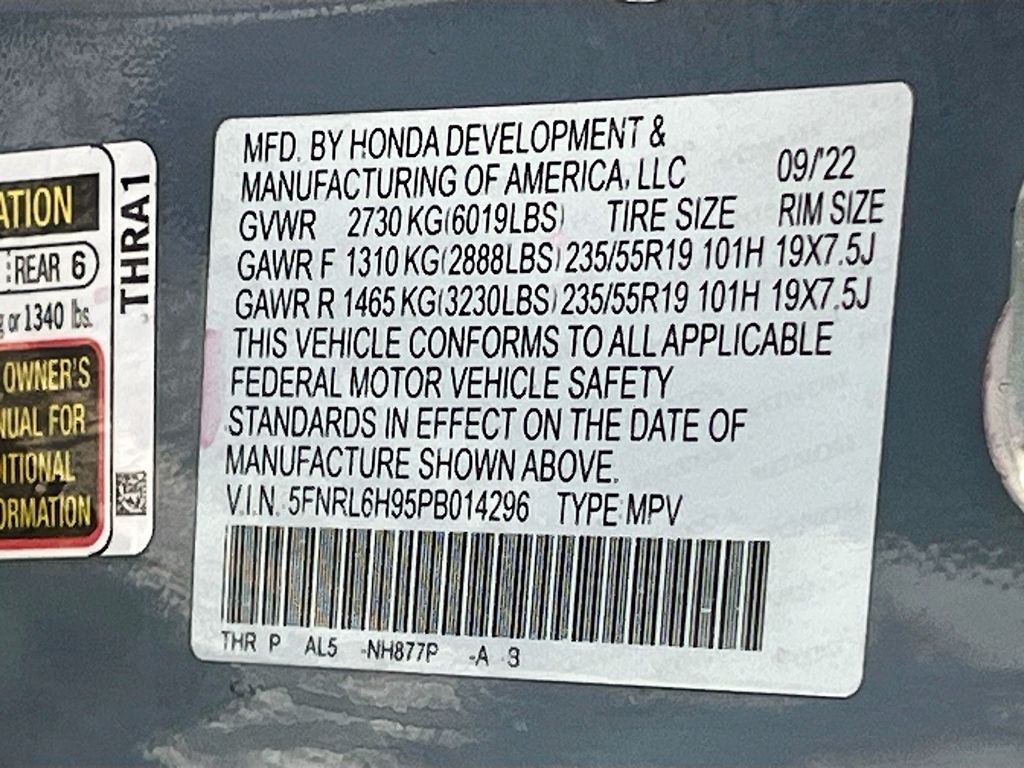 MFD. BY HONDA DEVELOPMENT &
MANUFACTURING OF AMERICA, LLC 09/'22
GVWR 2730 KG(6019LBS) TIRE SIZE RIM SIZE
GAWR F 1310 KG(2888LBS) 235/55R19 101H 19X7.5J
GAWR R 1465 KG(3230LBS) 235/55R19 101H 19X7.5J
THIS VEHICLE CONFORMS TO ALL APPLICABLE
FEDERAL MOTOR VEHICLE SAFETY
STANDARDS IN EFFECT ON THE DATE OF
MANUFACTURE SHOWN ABOVE.
V.I.N. 5FNRL6H95PB014296 TYPE:MPV
THR P AL5 -NH877P -A 3
ATION
REAR 6
or 1340 lbs.
OWNER'S
NUAL FOR
DITIONAL
ORMATION
THRA1